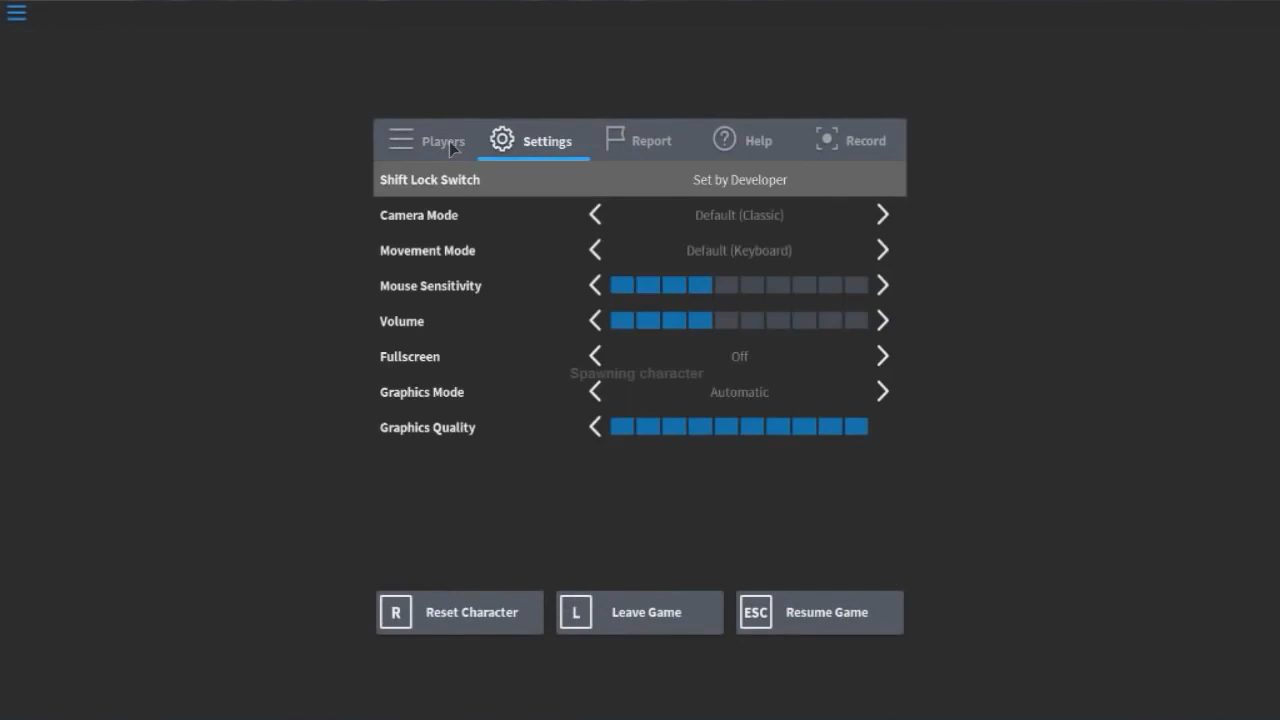 Players Settings Report Help Record
Shift Lock Switch Set by Developer
Camera Mode Default (Classic)
Movement Mode Default (Keyboard)
Mouse Sensitivity
Volume
Fullscreen Off
Spawning character
Graphics Mode Automatic
Graphics Quality
R Reset Character L Leave Game ESC Resume Game